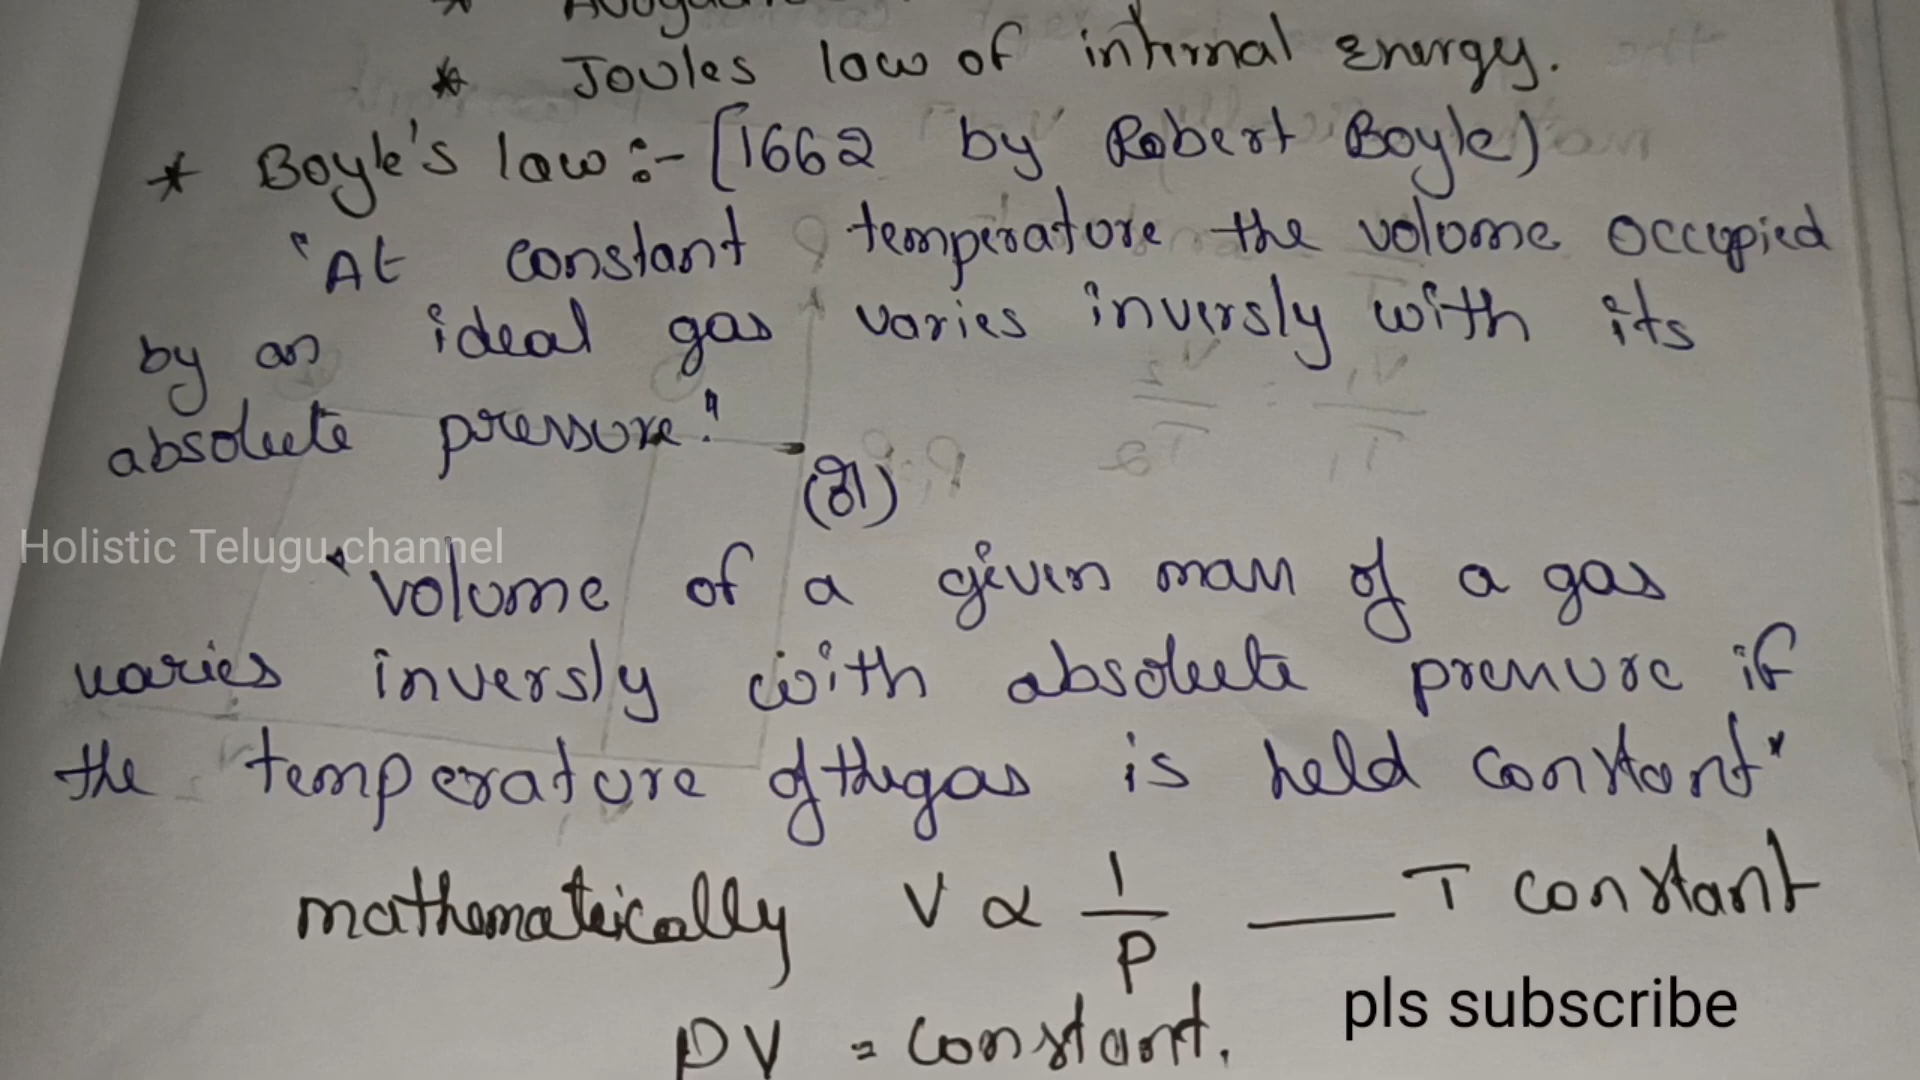 * Joules law of internal Energy.
* Boyle's law :- [1662 by Robert Boyle)
"At constant temperature the volume occupied
by an ideal gas varies inversly with its
absolute pressure."
Holistic Telugu channel
"volume of a given mass of a gas
varies inversly with absolute pressure if
the temperature of the gas is held constant"
mathematically V ∝ 1/P — T constant
PV = constant.
pls subscribe